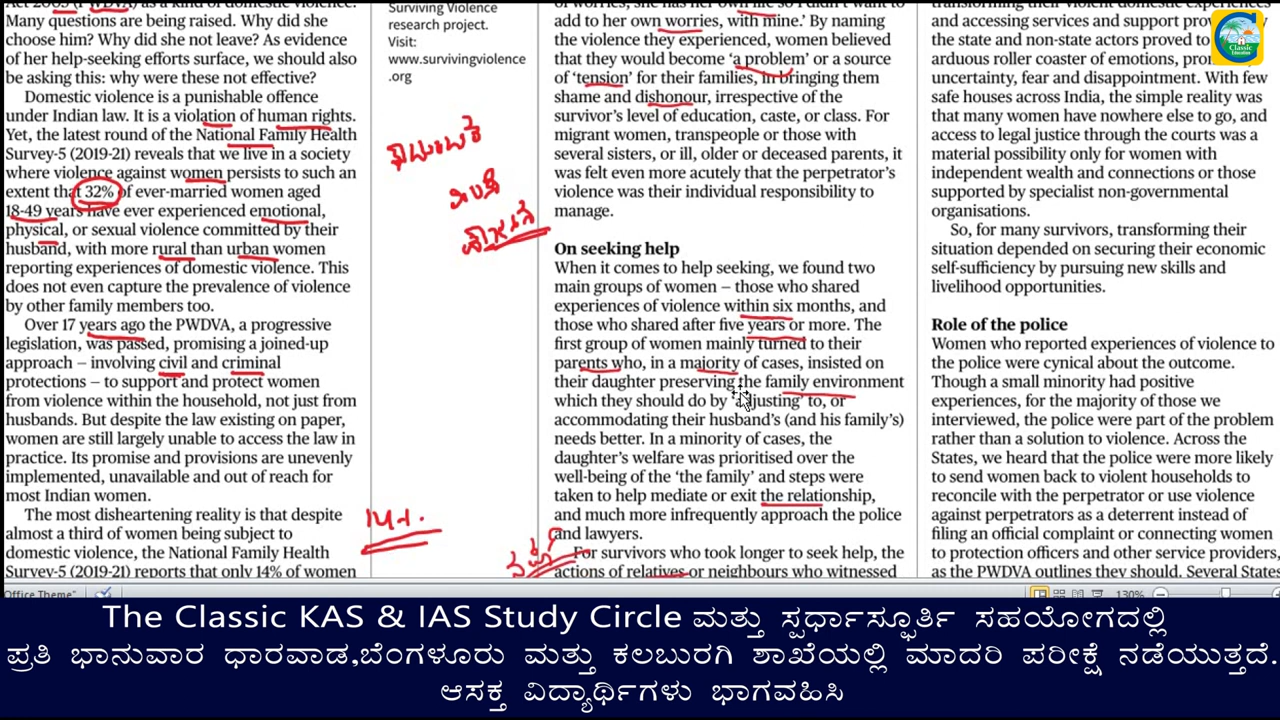 Act 2005 (PWDVA) as a kind of domestic violence.
Many questions are being raised. Why did she
choose him? Why did she not leave? As evidence
of her help-seeking efforts surface, we should also
be asking this: why were these not effective?
Domestic violence is a punishable offence
under Indian law. It is a violation of human rights.
Yet, the latest round of the National Family Health
Survey-5 (2019-21) reveals that we live in a society
where violence against women persists to such an
extent that 32% of ever-married women aged
18-49 years have ever experienced emotional,
physical, or sexual violence committed by their
husband, with more rural than urban women
reporting experiences of domestic violence. This
does not even capture the prevalence of violence
by other family members too.
Over 17 years ago the PWDVA, a progressive
legislation, was passed, promising a joined-up
approach – involving civil and criminal
protections – to support and protect women
from violence within the household, not just from
husbands. But despite the law existing on paper,
women are still largely unable to access the law in
practice. Its promise and provisions are unevenly
implemented, unavailable and out of reach for
most Indian women.
The most disheartening reality is that despite
almost a third of women being subject to
domestic violence, the National Family Health
Survey-5 (2019-21) reports that only 14% of women
Surviving Violence
research project.
Visit:
www.survivingviolence
.org
14%.
add to her own worries, with mine.’ By naming
the violence they experienced, women believed
that they would become ‘a problem’ or a source
of ‘tension’ for their families, in bringing them
shame and dishonour, irrespective of the
survivor’s level of education, caste, or class. For
migrant women, transpeople or those with
several sisters, or ill, older or deceased parents, it
was felt even more acutely that the perpetrator’s
violence was their individual responsibility to
manage.
On seeking help
When it comes to help seeking, we found two
main groups of women – those who shared
experiences of violence within six months, and
those who shared after five years or more. The
first group of women mainly turned to their
parents who, in a majority of cases, insisted on
their daughter preserving the family environment
which they should do by ‘adjusting’ to, or
accommodating their husband’s (and his family’s)
needs better. In a minority of cases, the
daughter’s welfare was prioritised over the
well-being of the ‘the family’ and steps were
taken to help mediate or exit the relationship,
and much more infrequently approach the police
and lawyers.
For survivors who took longer to seek help, the
actions of relatives or neighbours who witnessed
transforming their violent domestic experiences
and accessing services and support
the state and non-state actors proved to
arduous roller coaster of emotions,
uncertainty, fear and disappointment. With few
safe houses across India, the simple reality was
that many women have nowhere else to go, and
access to legal justice through the courts was a
material possibility only for women with
independent wealth and connections or those
supported by specialist non-governmental
organisations.
So, for many survivors, transforming their
situation depended on securing their economic
self-sufficiency by pursuing new skills and
livelihood opportunities.
Role of the police
Women who reported experiences of violence to
the police were cynical about the outcome.
Though a small minority had positive
experiences, for the majority of those we
interviewed, the police were part of the problem
rather than a solution to violence. Across the
States, we heard that the police were more likely
to send women back to violent households to
reconcile with the perpetrator or use violence
against perpetrators as a deterrent instead of
filing an official complaint or connecting women
to protection officers and other service providers,
as the PWDVA outlines they should. Several States
Classic
Education
Office Theme"
130%
The Classic KAS & IAS Study Circle ಮತ್ತು ಸ್ಪರ್ಧಾಸ್ಫೂರ್ತಿ ಸಹಯೋಗದಲ್ಲಿ
ಪ್ರತಿ ಭಾನುವಾರ ಧಾರವಾಡ,ಬೆಂಗಳೂರು ಮತ್ತು ಕಲಬುರಗಿ ಶಾಖೆಯಲ್ಲಿ ಮಾದರಿ ಪರೀಕ್ಷೆ ನಡೆಯುತ್ತದೆ.
ಆಸಕ್ತ ವಿದ್ಯಾರ್ಥಿಗಳು ಭಾಗವಹಿಸಿ